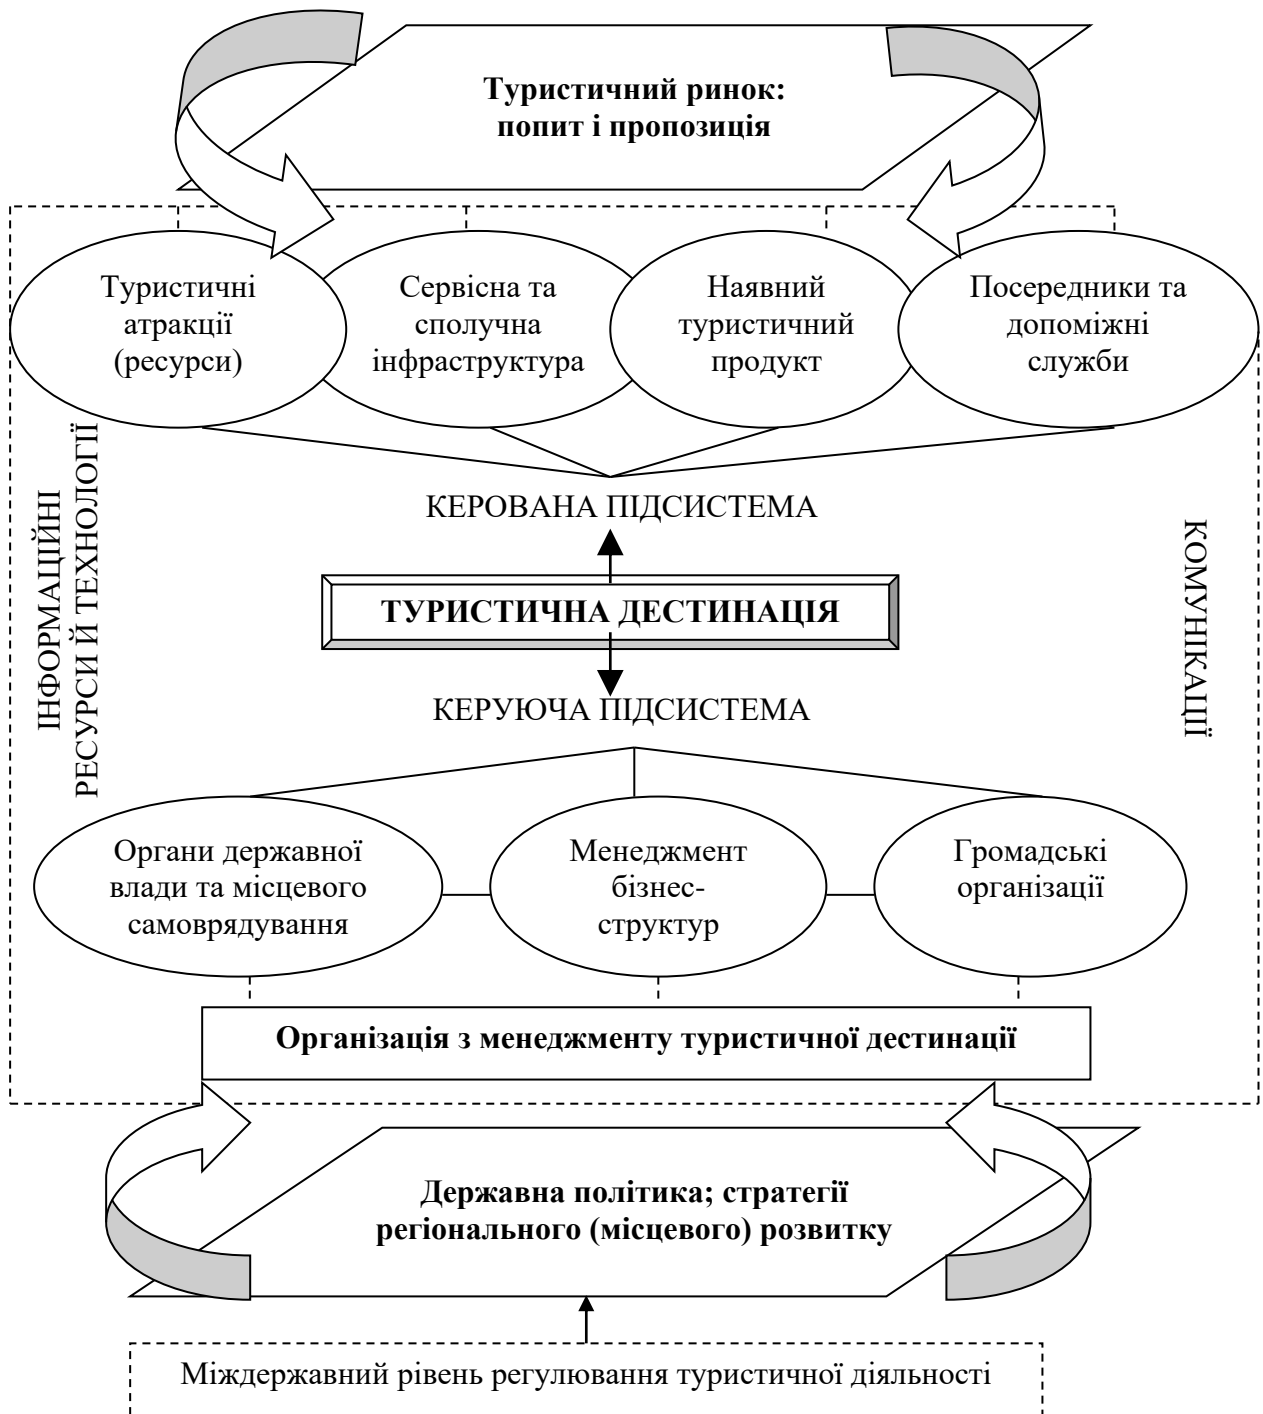 Туристичний ринок:
попит і пропозиція
Туристичні
атракції
(ресурси)
Сервісна та
сполучна
інфраструктура
Наявний
туристичний
продукт
Посередники та
допоміжні
служби
КЕРОВАНА ПІДСИСТЕМА
ІНФОРМАЦІЙНІ
РЕСУРСИ Й ТЕХНОЛОГІЇ
КОМУНІКАЦІЇ
ТУРИСТИЧНА ДЕСТИНАЦІЯ
КЕРУЮЧА ПІДСИСТЕМА
Органи державної
влади та місцевого
самоврядування
Менеджмент
бізнес-
структур
Громадські
організації
Організація з менеджменту туристичної дестинації
Державна політика; стратегії
регіонального (місцевого) розвитку
Міждержавний рівень регулювання туристичної діяльності